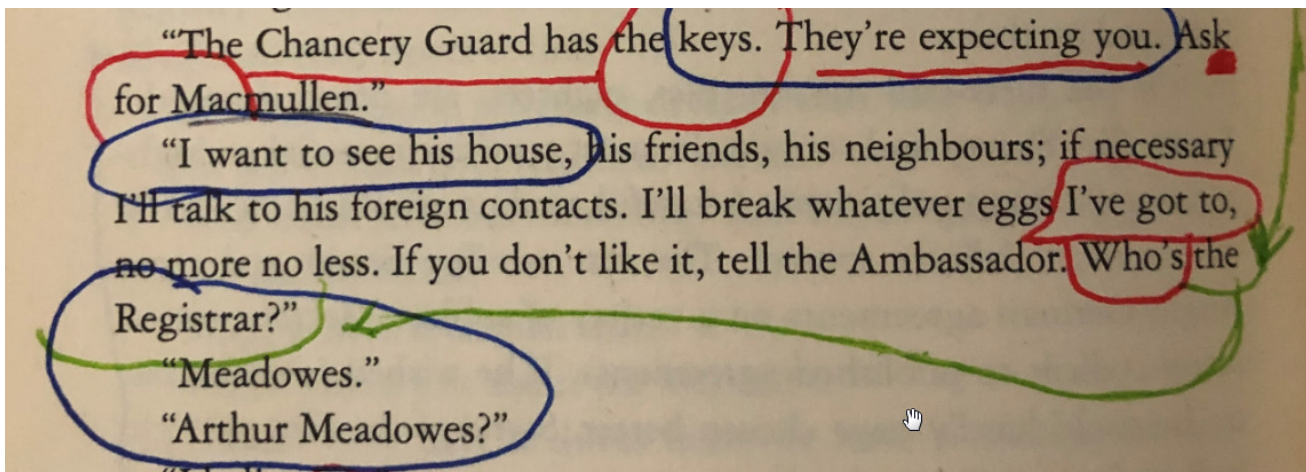 “The Chancery Guard has the keys. They're expecting you. Ask
for Macmullen.”
“I want to see his house, his friends, his neighbours; if necessary
I'll talk to his foreign contacts. I'll break whatever eggs I've got to,
no more no less. If you don't like it, tell the Ambassador. Who's the
Registrar?”
“Meadowes.”
“Arthur Meadowes?”